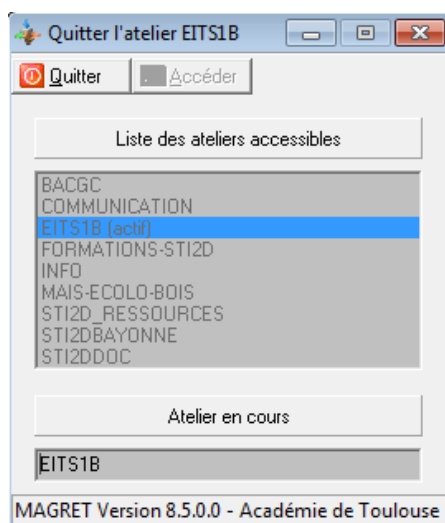 Quitter l'atelier EITS1B
Quitter Accéder
Liste des ateliers accessibles
BACGC
COMMUNICATION
EITS1B (actif)
FORMATIONS-STI2D
INFO
MAIS-ECOLO-BOIS
STI2D_RESSOURCES
STI2DBAYONNE
STI2DDOC
Atelier en cours
EITS1B
MAGRET Version 8.5.0.0 - Académie de Toulouse